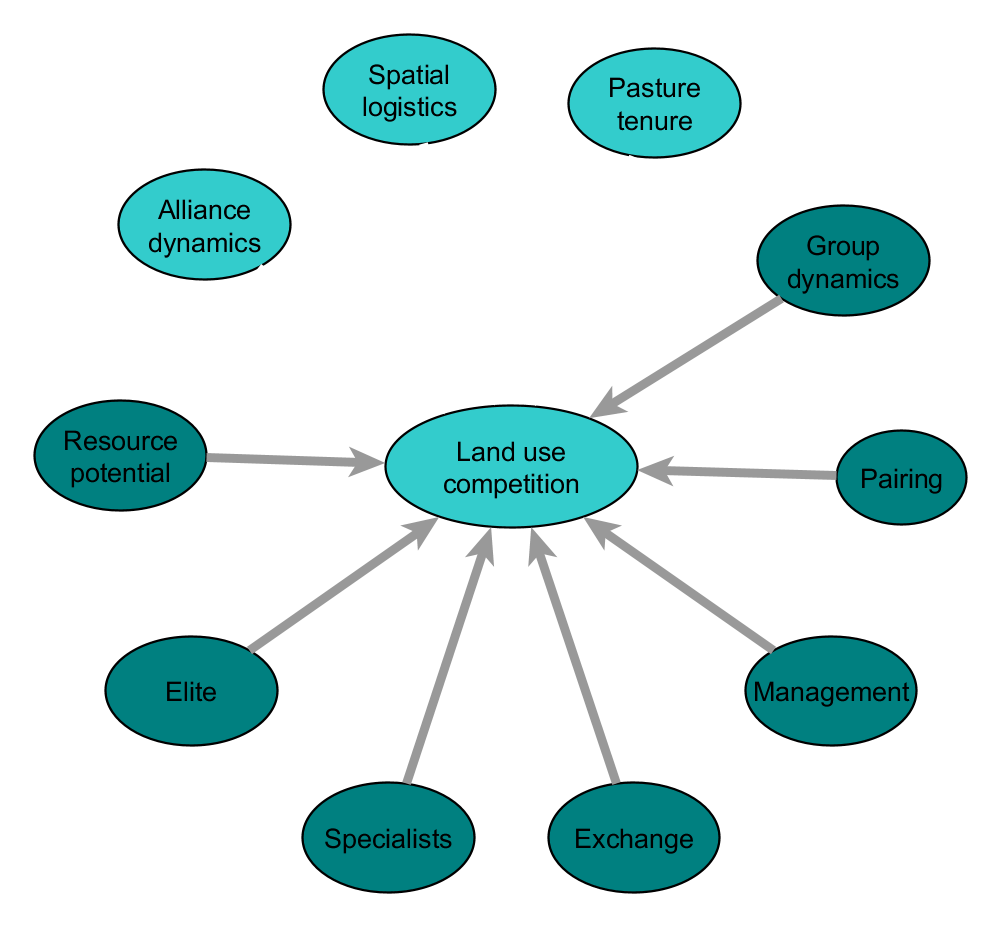 Spatial
logistics
Pasture
tenure
Alliance
dynamics
Group
dynamics
Resource
potential
Land use
competition
Pairing
Elite
Management
Specialists
Exchange